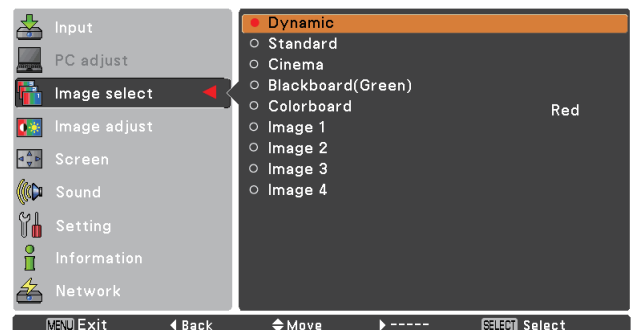 Input
PC adjust
Image select
Image adjust
Screen
Sound
Setting
Information
Network
Dynamic
Standard
Cinema
Blackboard(Green)
Colorboard Red
Image 1
Image 2
Image 3
Image 4
MENU Exit Back Move ----- SELECT Select